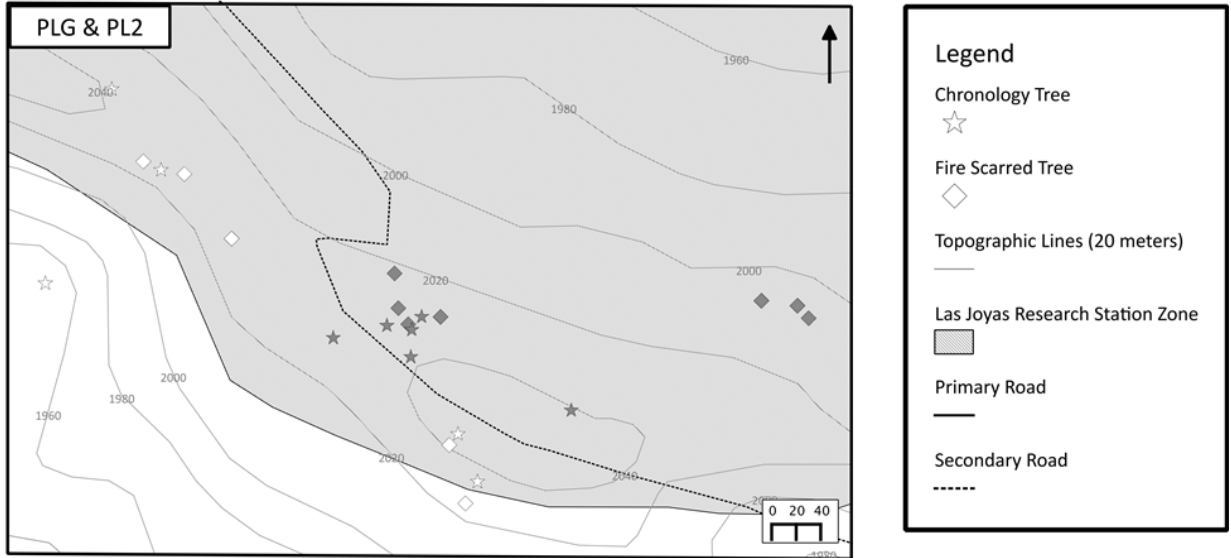 PLG & PL2
1960
2040
1980
2000
2000
2020
2000
1980
1960
2020
2040
0 20 40
Legend
Chronology Tree
Fire Scarred Tree
Topographic Lines (20 meters)
Las Joyas Research Station Zone
Primary Road
Secondary Road